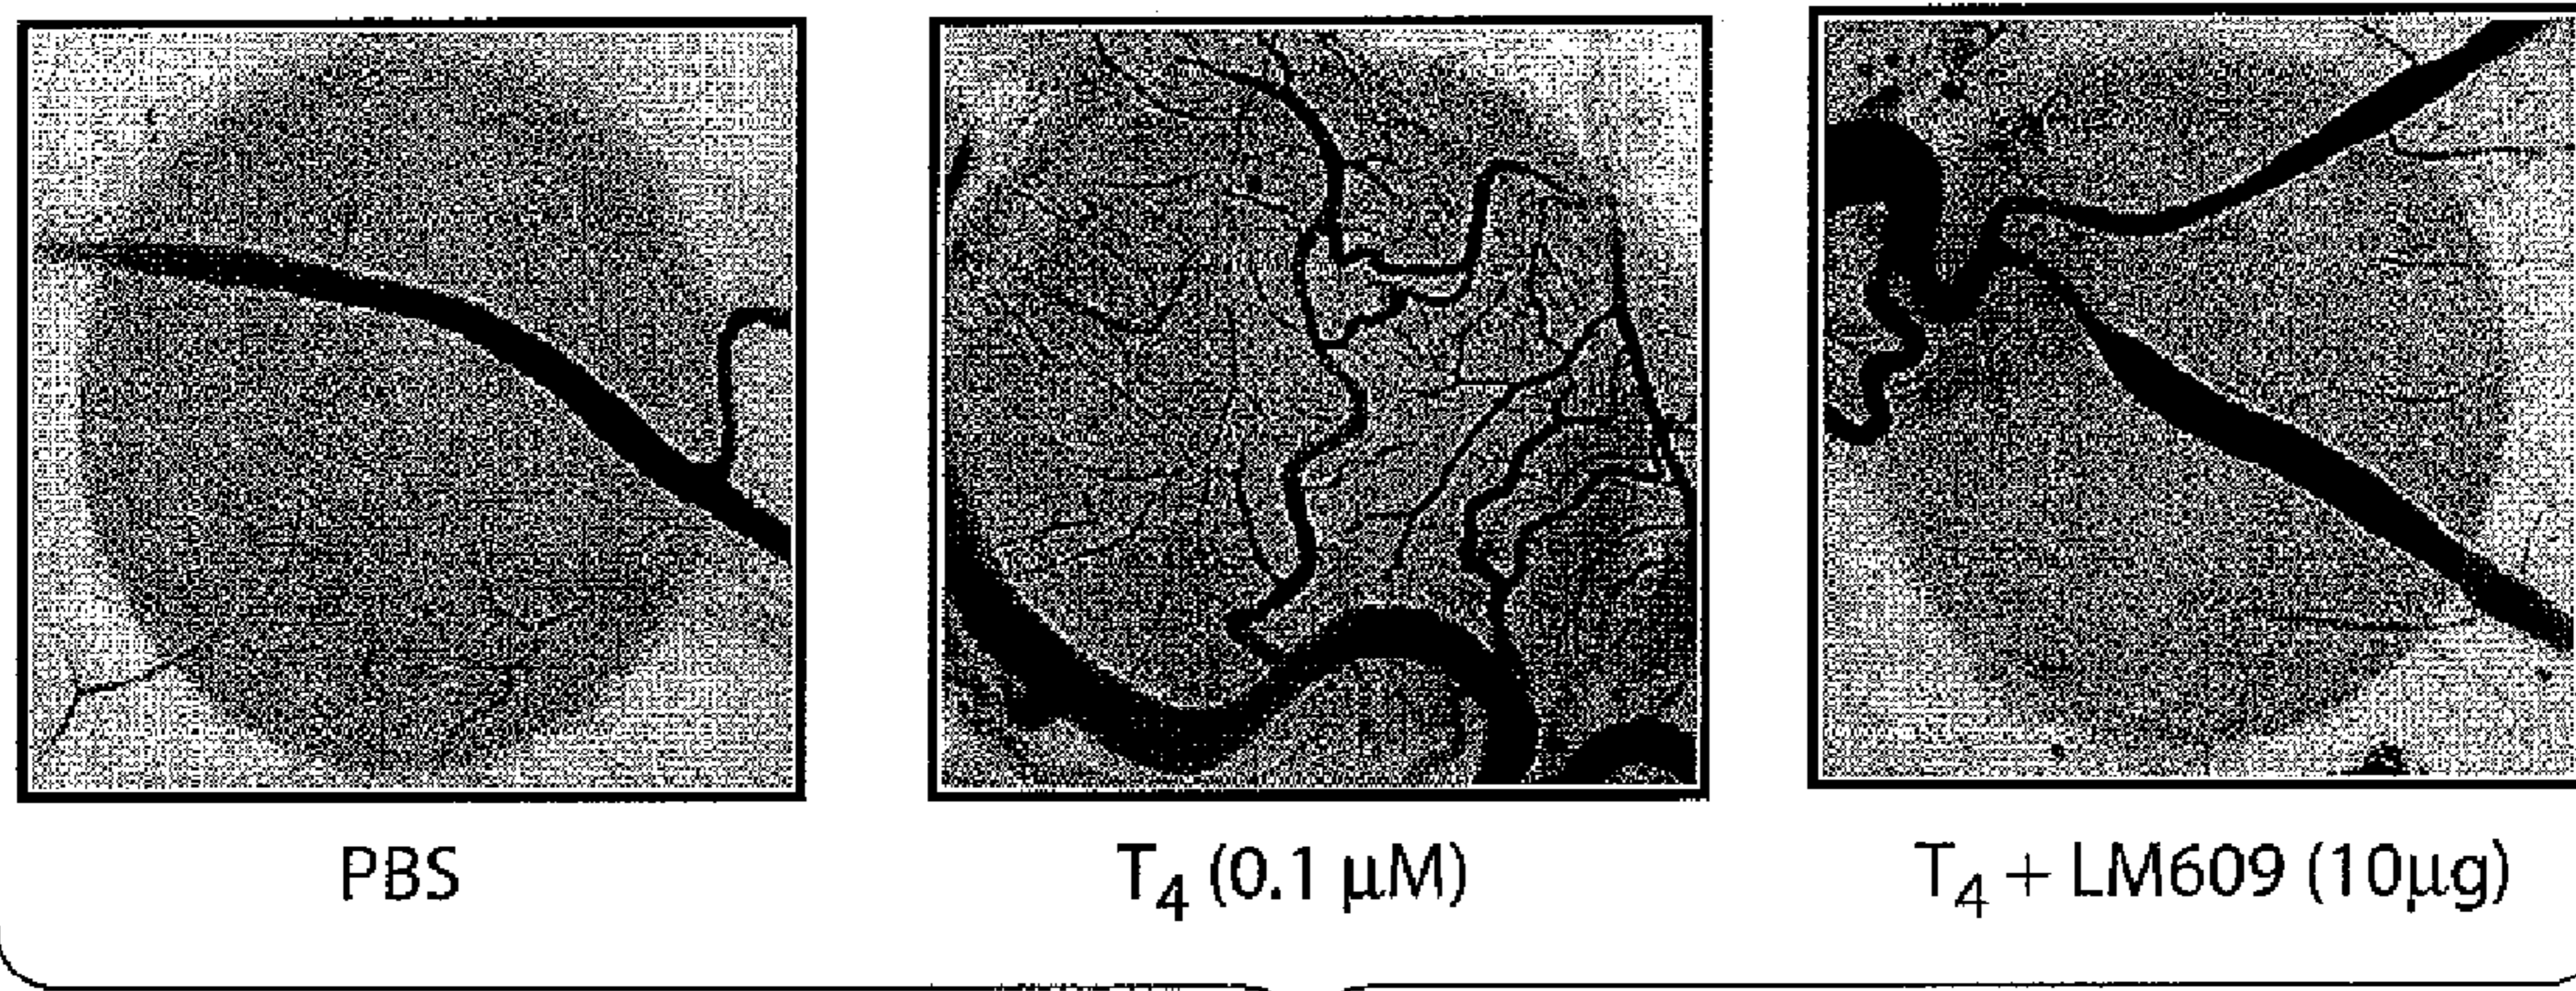 PBS
T₄ (0.1 μM)
T₄ + LM609 (10μg)